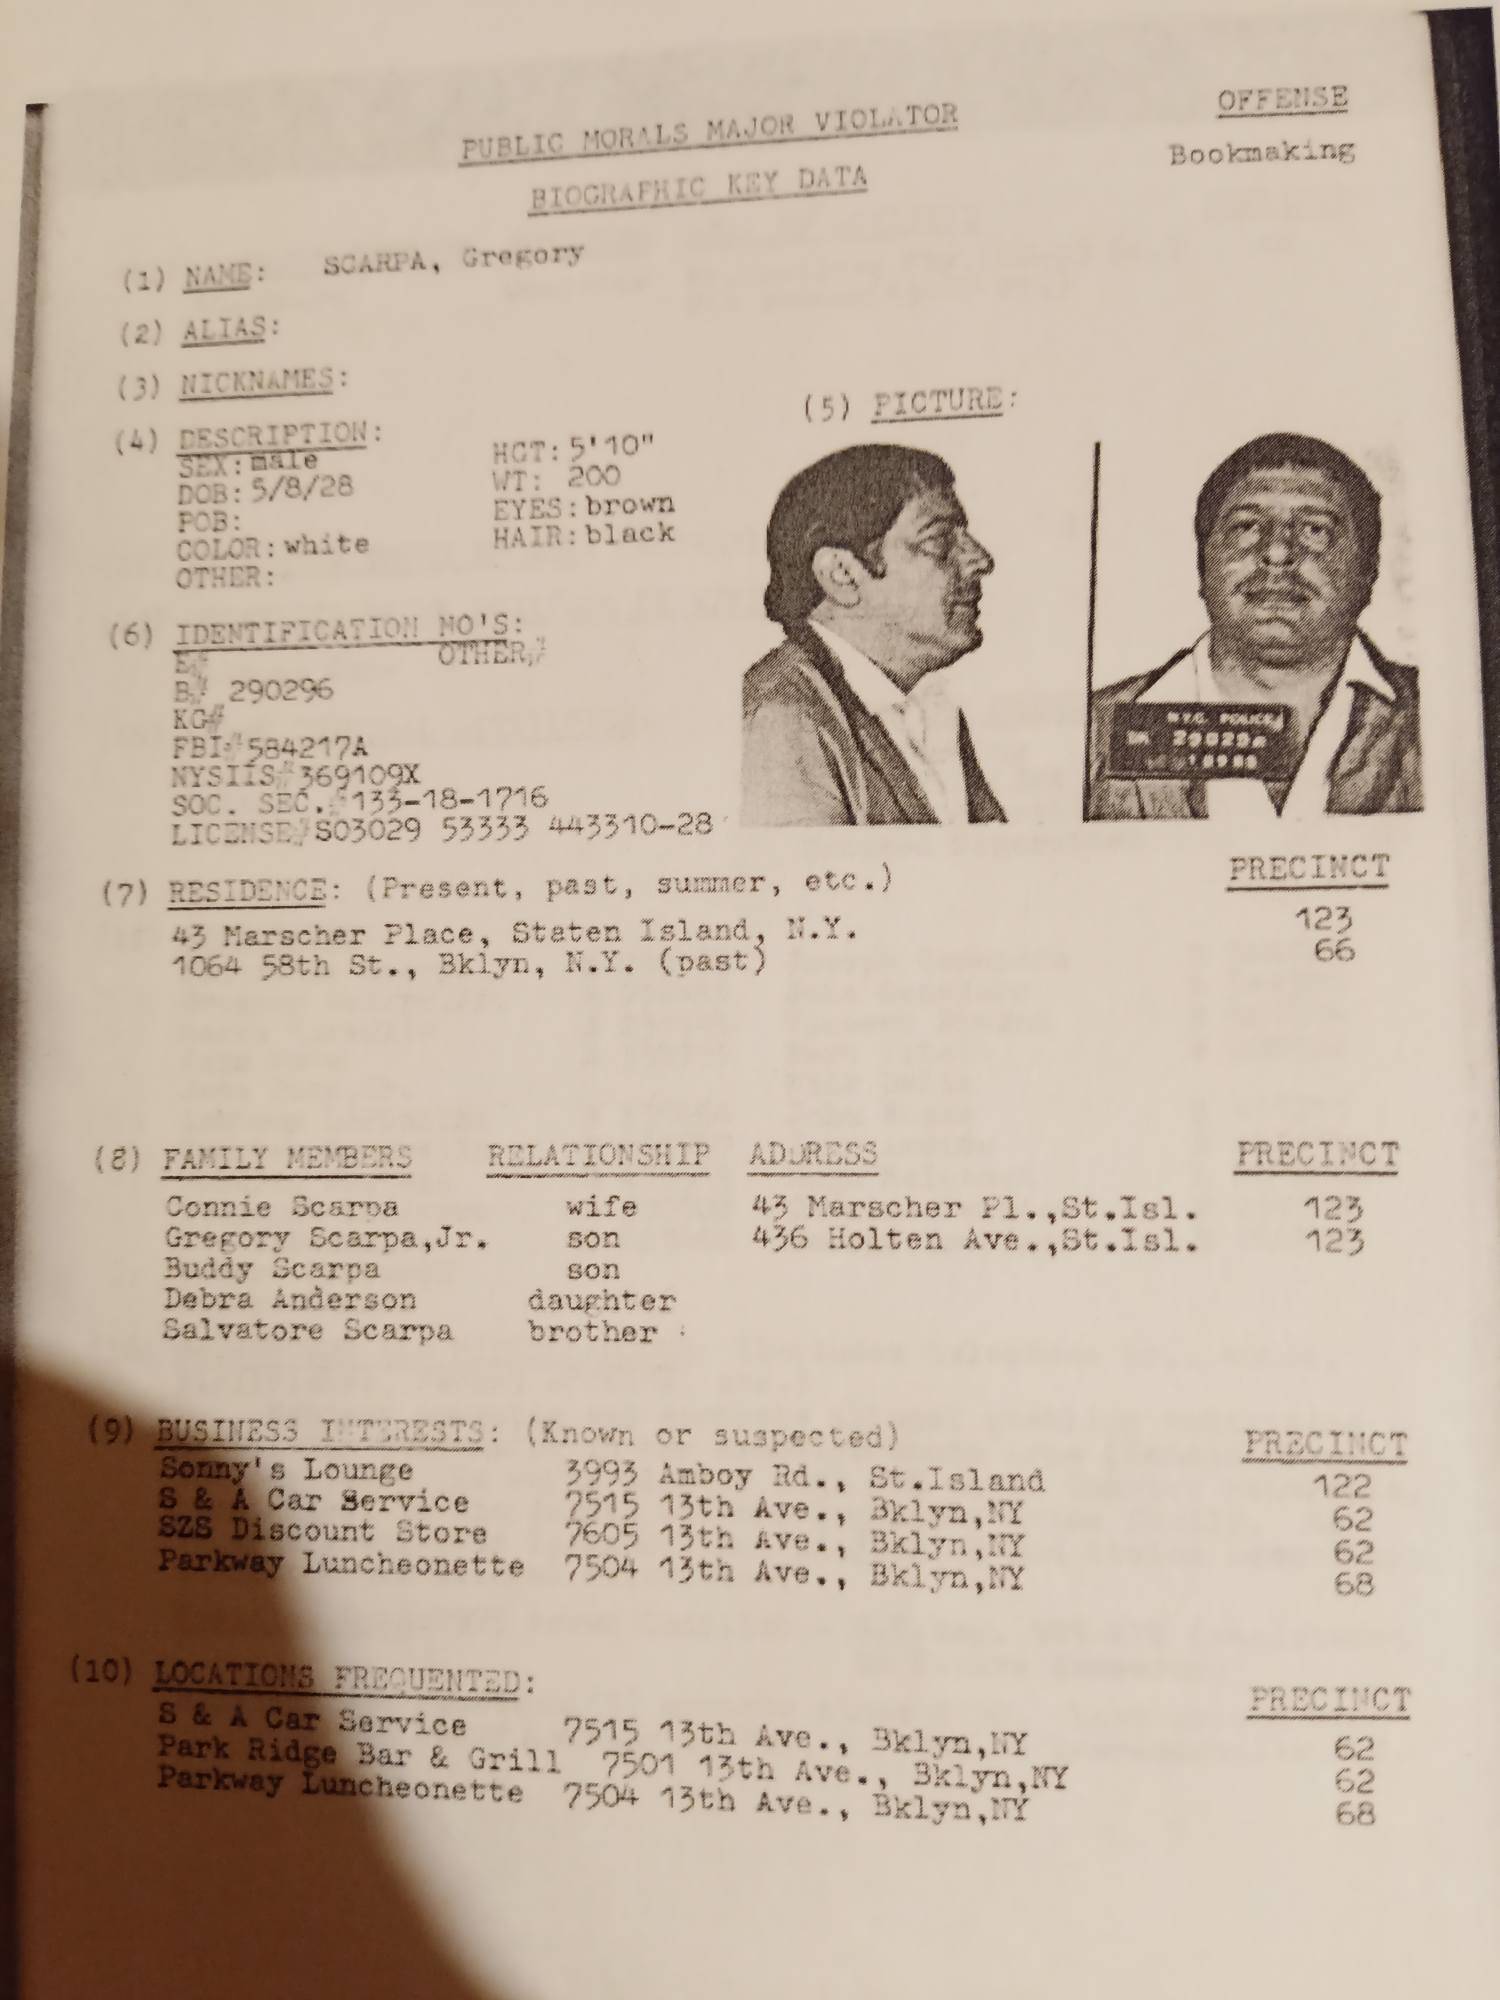 OFFENSE
PUBLIC MORALS MAJOR VIOLATOR
Bookmaking
BIOGRAPHIC KEY DATA
(1) NAME: SCARPA, Gregory
(2) ALIAS:
(3) NICKNAMES:
(5) PICTURE:
(4) DESCRIPTION:
SEX: male HGT: 5'10"
DOB: 5/8/28 WT: 200
POB: EYES: brown
COLOR: white HAIR: black
OTHER:
(6) IDENTIFICATION NO'S:
E# OTHER#
B# 290296
KG#
FBI# 584217A
NYSIIS# 369109X
SOC. SEC.# 133-18-1716
LICENSE# S03029 53333 443310-28
N.Y.C. POLICE
(7) RESIDENCE: (Present, past, summer, etc.) PRECINCT
43 Marscher Place, Staten Island, N.Y. 123
1064 58th St., Bklyn, N.Y. (past) 66
(8) FAMILY MEMBERS RELATIONSHIP ADDRESS PRECINCT
Connie Scarpa wife 43 Marscher Pl.,St.Isl. 123
Gregory Scarpa,Jr. son 436 Holten Ave.,St.Isl. 123
Buddy Scarpa son
Debra Anderson daughter
Salvatore Scarpa brother
(9) BUSINESS INTERESTS: (Known or suspected) PRECINCT
Sonny's Lounge 3993 Amboy Rd., St.Island 122
S & A Car Service 7515 13th Ave., Bklyn,NY 62
SZS Discount Store 7605 13th Ave., Bklyn,NY 62
Parkway Luncheonette 7504 13th Ave., Bklyn,NY 68
(10) LOCATIONS FREQUENTED: PRECINCT
S & A Car Service 7515 13th Ave., Bklyn,NY 62
Park Ridge Bar & Grill 7501 13th Ave., Bklyn,NY 62
Parkway Luncheonette 7504 13th Ave., Bklyn,NY 68